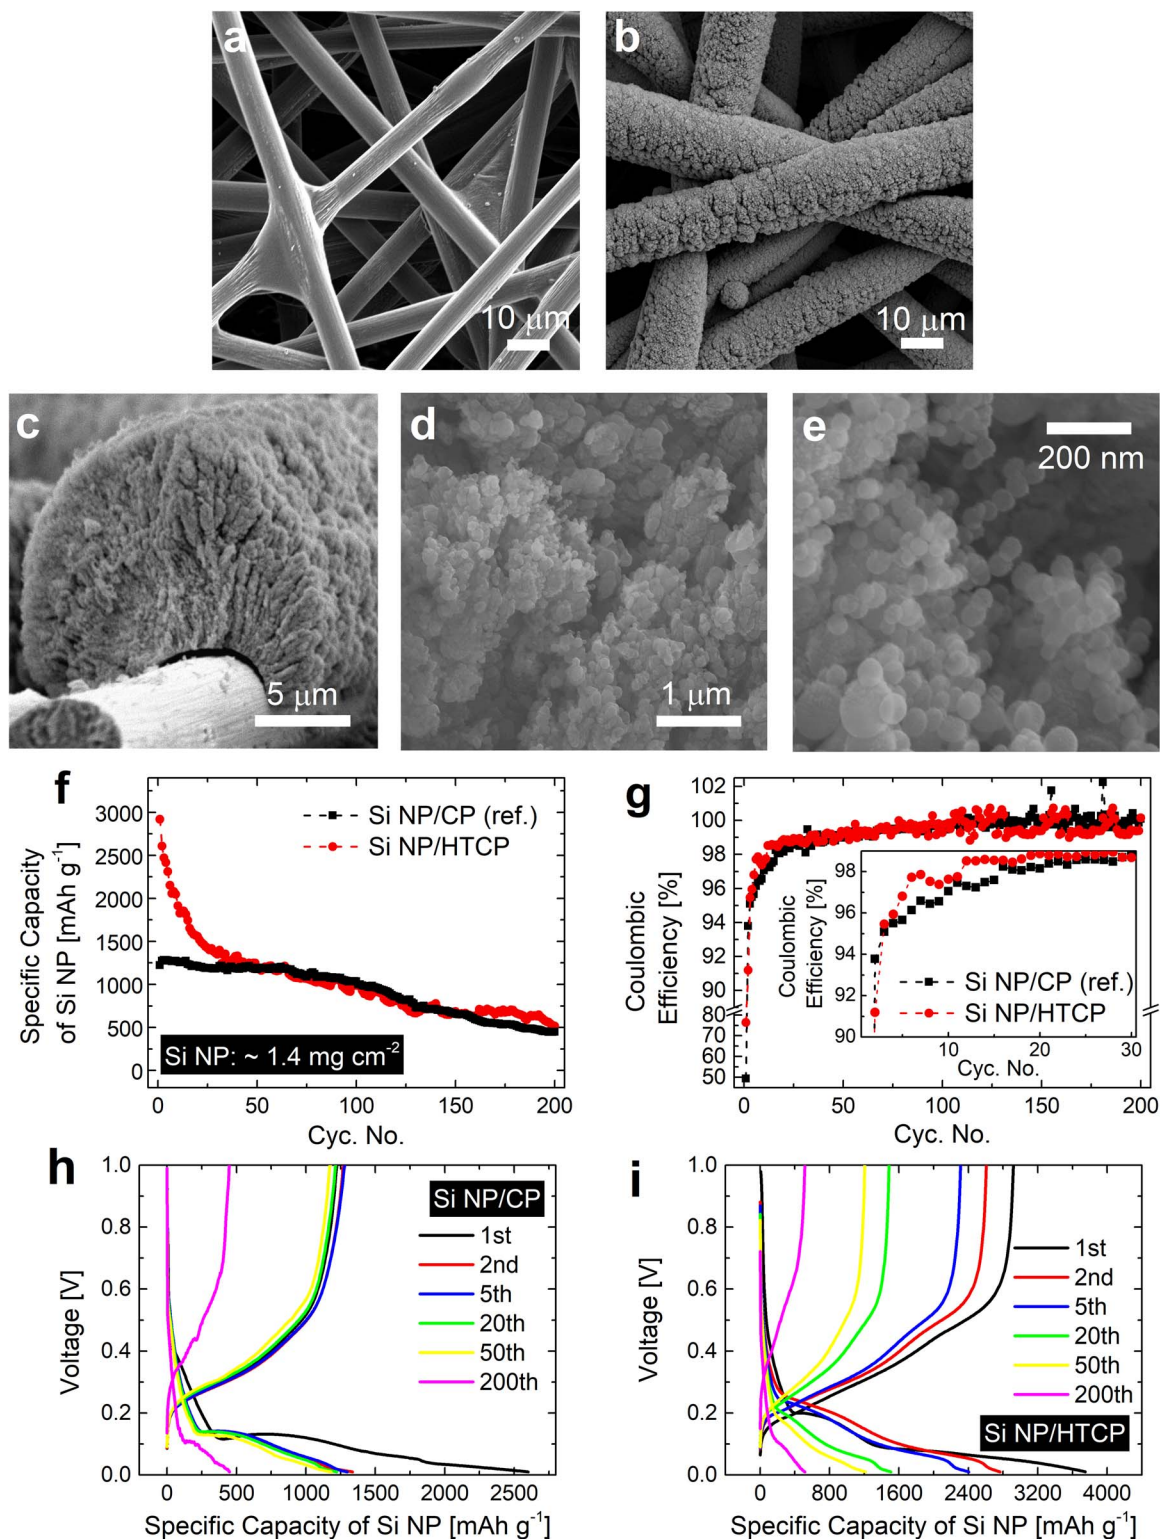 a
10 μm
b
10 μm
c
5 μm
d
1 μm
e
200 nm
f
Specific Capacity
of Si NP [mAh g⁻¹]
3000
2500
2000
1500
1250
1000
500
0
Si NP/CP (ref.)
Si NP/HTCP
Si NP: ~ 1.4 mg cm⁻²
0 50 100 150 200
Cyc. No.
g
Coulombic
Efficiency [%]
102
100
98
96
94
92
90
80
70
60
50
Coulombic
Efficiency [%]
98
96
91
90
Si NP/CP (ref.)
Si NP/HTCP
10 20 30
Cyc. No.
0 50 100 150 200
Cyc. No.
h
Voltage [V]
1.0
0.8
0.6
0.4
0.2
0.0
Si NP/CP
1st
2nd
5th
20th
50th
200th
0 500 1000 1500 2000 2500
Specific Capacity of Si NP [mAh g⁻¹]
i
Voltage [V]
1.0
0.8
0.6
0.4
0.2
0.0
1st
2nd
5th
20th
50th
200th
Si NP/HTCP
0 800 1600 2400 3200 4000
Specific Capacity of Si NP [mAh g⁻¹]